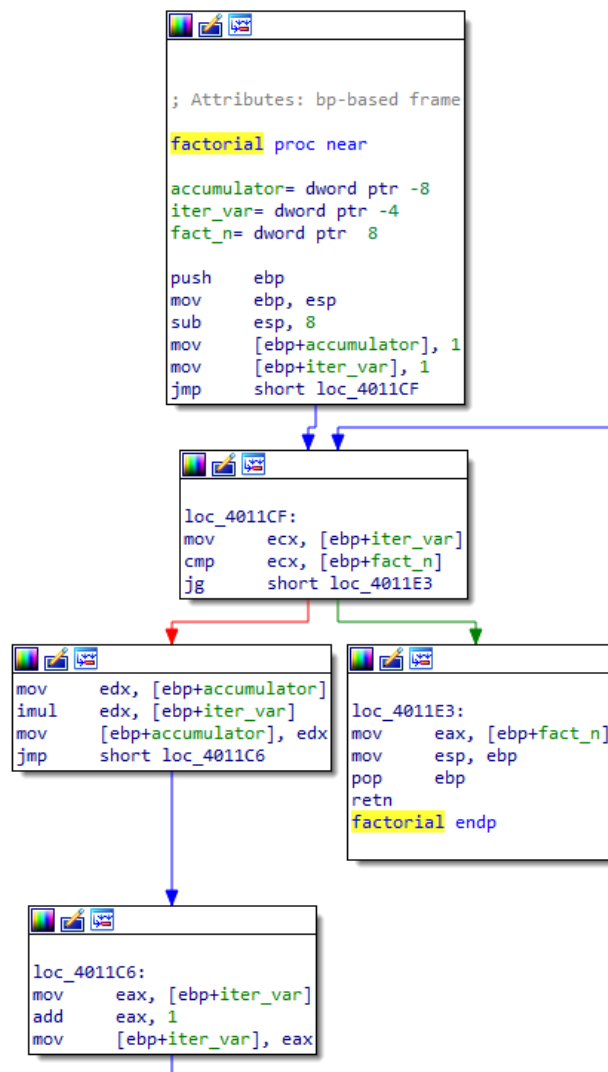 ; Attributes: bp-based frame
factorial proc near
accumulator= dword ptr -8
iter_var= dword ptr -4
fact_n= dword ptr  8
push    ebp
mov     ebp, esp
sub     esp, 8
mov     [ebp+accumulator], 1
mov     [ebp+iter_var], 1
jmp     short loc_4011CF
loc_4011CF:
mov     ecx, [ebp+iter_var]
cmp     ecx, [ebp+fact_n]
jg      short loc_4011E3
mov     edx, [ebp+accumulator]
imul    edx, [ebp+iter_var]
mov     [ebp+accumulator], edx
jmp     short loc_4011C6
loc_4011E3:
mov     eax, [ebp+fact_n]
mov     esp, ebp
pop     ebp
retn
factorial endp
loc_4011C6:
mov     eax, [ebp+iter_var]
add     eax, 1
mov     [ebp+iter_var], eax